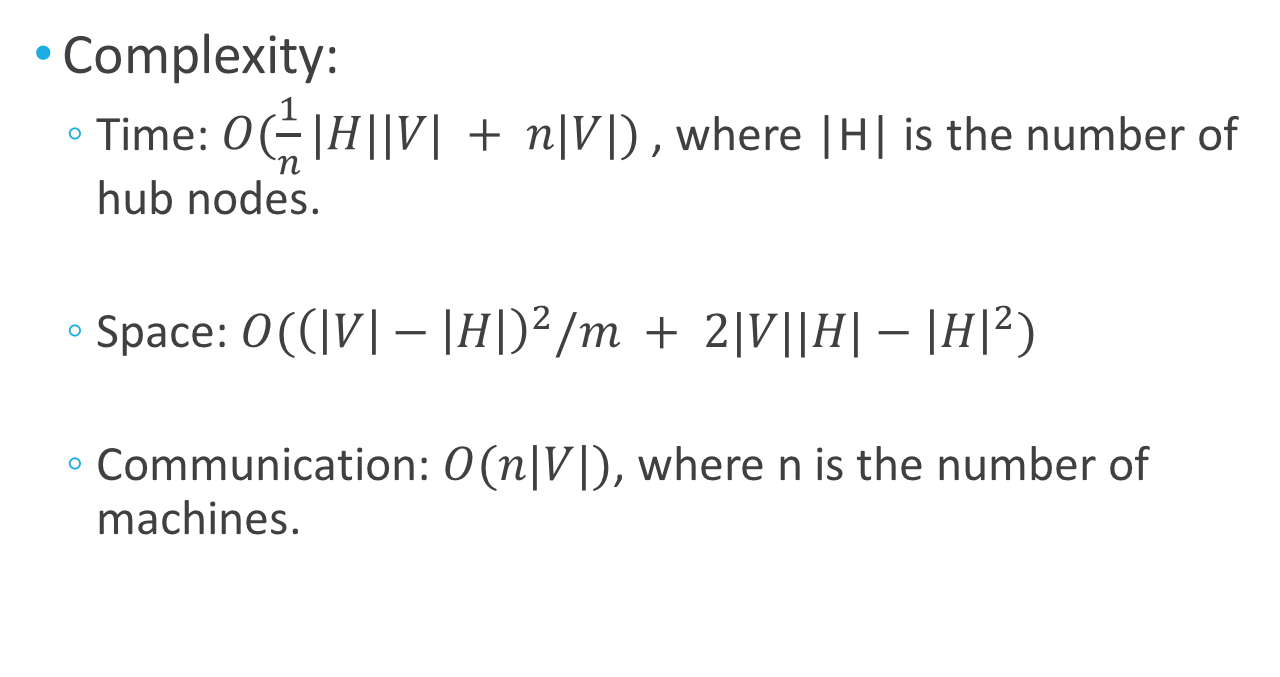 • Complexity:
◦ Time: 𝑂(1/𝑛 |𝐻||𝑉| + 𝑛|𝑉|) , where |H| is the number of
hub nodes.
◦ Space: 𝑂((|𝑉| − |𝐻|)²/𝑚 + 2|𝑉||𝐻| − |𝐻|²)
◦ Communication: 𝑂(𝑛|𝑉|), where n is the number of
machines.